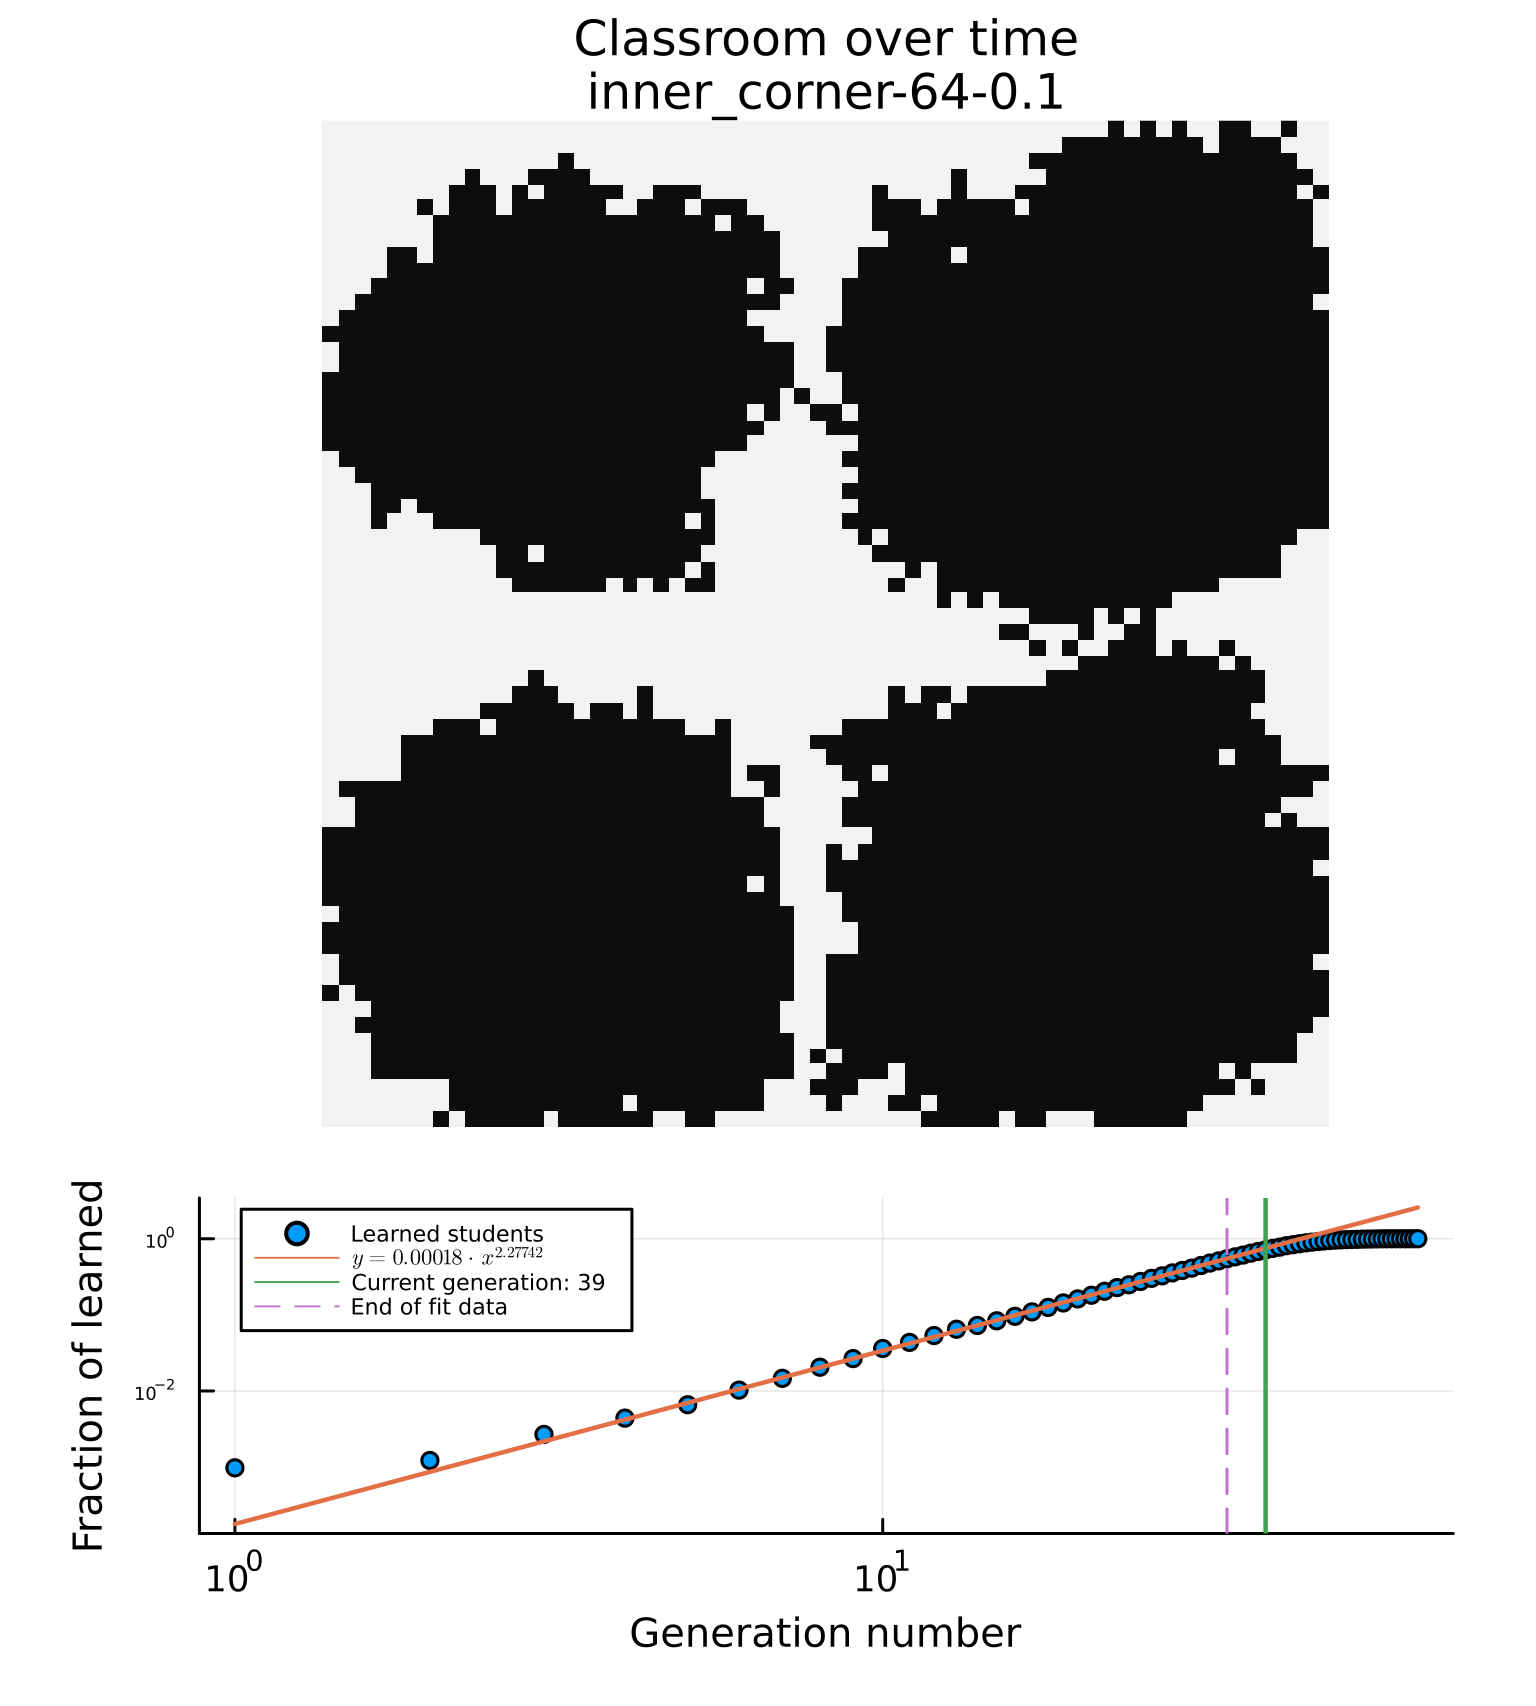 Classroom over time
inner_corner-64-0.1
Fraction of learned
10^0
10^-2
Learned students
y = 0.00018 · x^2.27742
Current generation: 39
End of fit data
10^0
10^1
Generation number